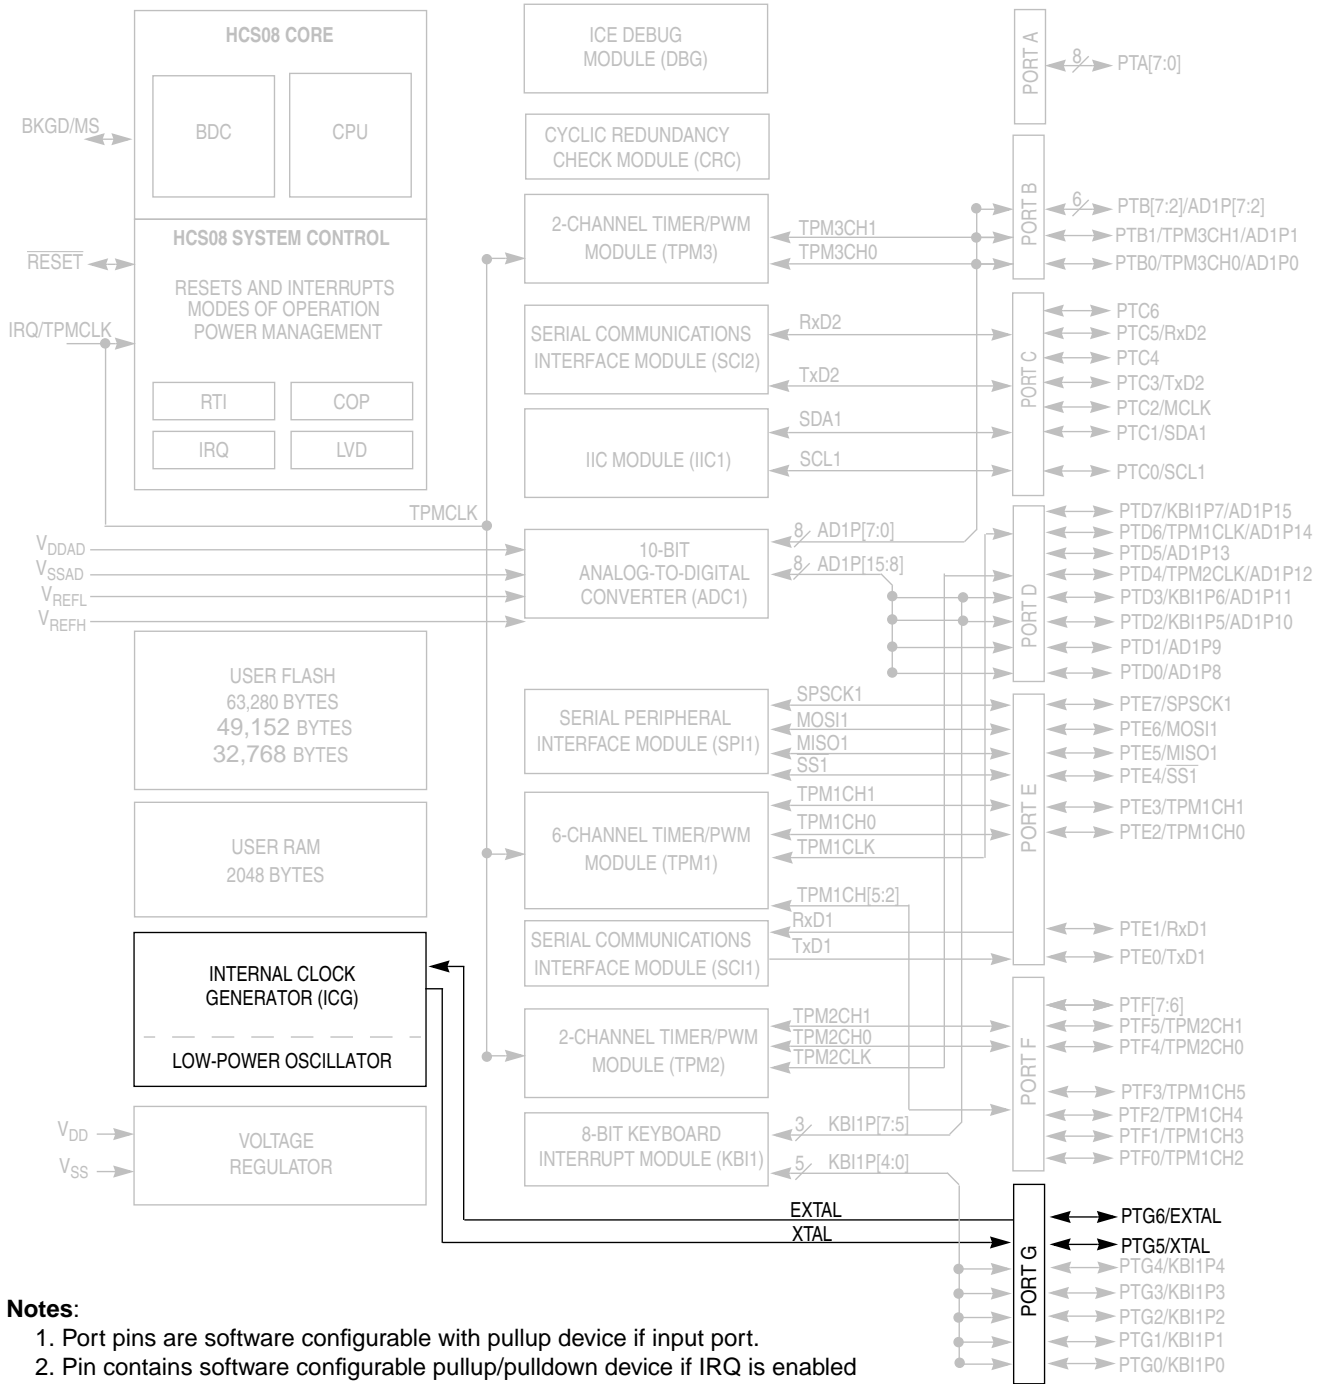 HCS08 CORE
BDC
CPU
BKGD/MS
HCS08 SYSTEM CONTROL
RESET
RESETS AND INTERRUPTS
MODES OF OPERATION
POWER MANAGEMENT
IRQ/TPMCLK
RTI
COP
IRQ
LVD
TPMCLK
VDDAD
VSSAD
VREFL
VREFH
USER FLASH
63,280 BYTES
49,152 BYTES
32,768 BYTES
USER RAM
2048 BYTES
INTERNAL CLOCK
GENERATOR (ICG)
LOW-POWER OSCILLATOR
VDD
VSS
VOLTAGE
REGULATOR
ICE DEBUG
MODULE (DBG)
CYCLIC REDUNDANCY
CHECK MODULE (CRC)
2-CHANNEL TIMER/PWM
MODULE (TPM3)
TPM3CH1
TPM3CH0
SERIAL COMMUNICATIONS
INTERFACE MODULE (SCI2)
RxD2
TxD2
IIC MODULE (IIC1)
SDA1
SCL1
10-BIT
ANALOG-TO-DIGITAL
CONVERTER (ADC1)
8 AD1P[7:0]
8 AD1P[15:8]
SERIAL PERIPHERAL
INTERFACE MODULE (SPI1)
SPSCK1
MOSI1
MISO1
SS1
6-CHANNEL TIMER/PWM
MODULE (TPM1)
TPM1CH1
TPM1CH0
TPM1CLK
TPM1CH[5:2]
SERIAL COMMUNICATIONS
INTERFACE MODULE (SCI1)
RxD1
TxD1
2-CHANNEL TIMER/PWM
MODULE (TPM2)
TPM2CH1
TPM2CH0
TPM2CLK
8-BIT KEYBOARD
INTERRUPT MODULE (KBI1)
3 KBI1P[7:5]
5 KBI1P[4:0]
EXTAL
XTAL
PORT A
8 PTA[7:0]
PORT B
6 PTB[7:2]/AD1P[7:2]
PTB1/TPM3CH1/AD1P1
PTB0/TPM3CH0/AD1P0
PORT C
PTC6
PTC5/RxD2
PTC4
PTC3/TxD2
PTC2/MCLK
PTC1/SDA1
PTC0/SCL1
PORT D
PTD7/KBI1P7/AD1P15
PTD6/TPM1CLK/AD1P14
PTD5/AD1P13
PTD4/TPM2CLK/AD1P12
PTD3/KBI1P6/AD1P11
PTD2/KBI1P5/AD1P10
PTD1/AD1P9
PTD0/AD1P8
PORT E
PTE7/SPSCK1
PTE6/MOSI1
PTE5/MISO1
PTE4/SS1
PTE3/TPM1CH1
PTE2/TPM1CH0
PTE1/RxD1
PTE0/TxD1
PORT F
PTF[7:6]
PTF5/TPM2CH1
PTF4/TPM2CH0
PTF3/TPM1CH5
PTF2/TPM1CH4
PTF1/TPM1CH3
PTF0/TPM1CH2
PORT G
PTG6/EXTAL
PTG5/XTAL
PTG4/KBI1P4
PTG3/KBI1P3
PTG2/KBI1P2
PTG1/KBI1P1
PTG0/KBI1P0
Notes:
1. Port pins are software configurable with pullup device if input port.
2. Pin contains software configurable pullup/pulldown device if IRQ is enabled